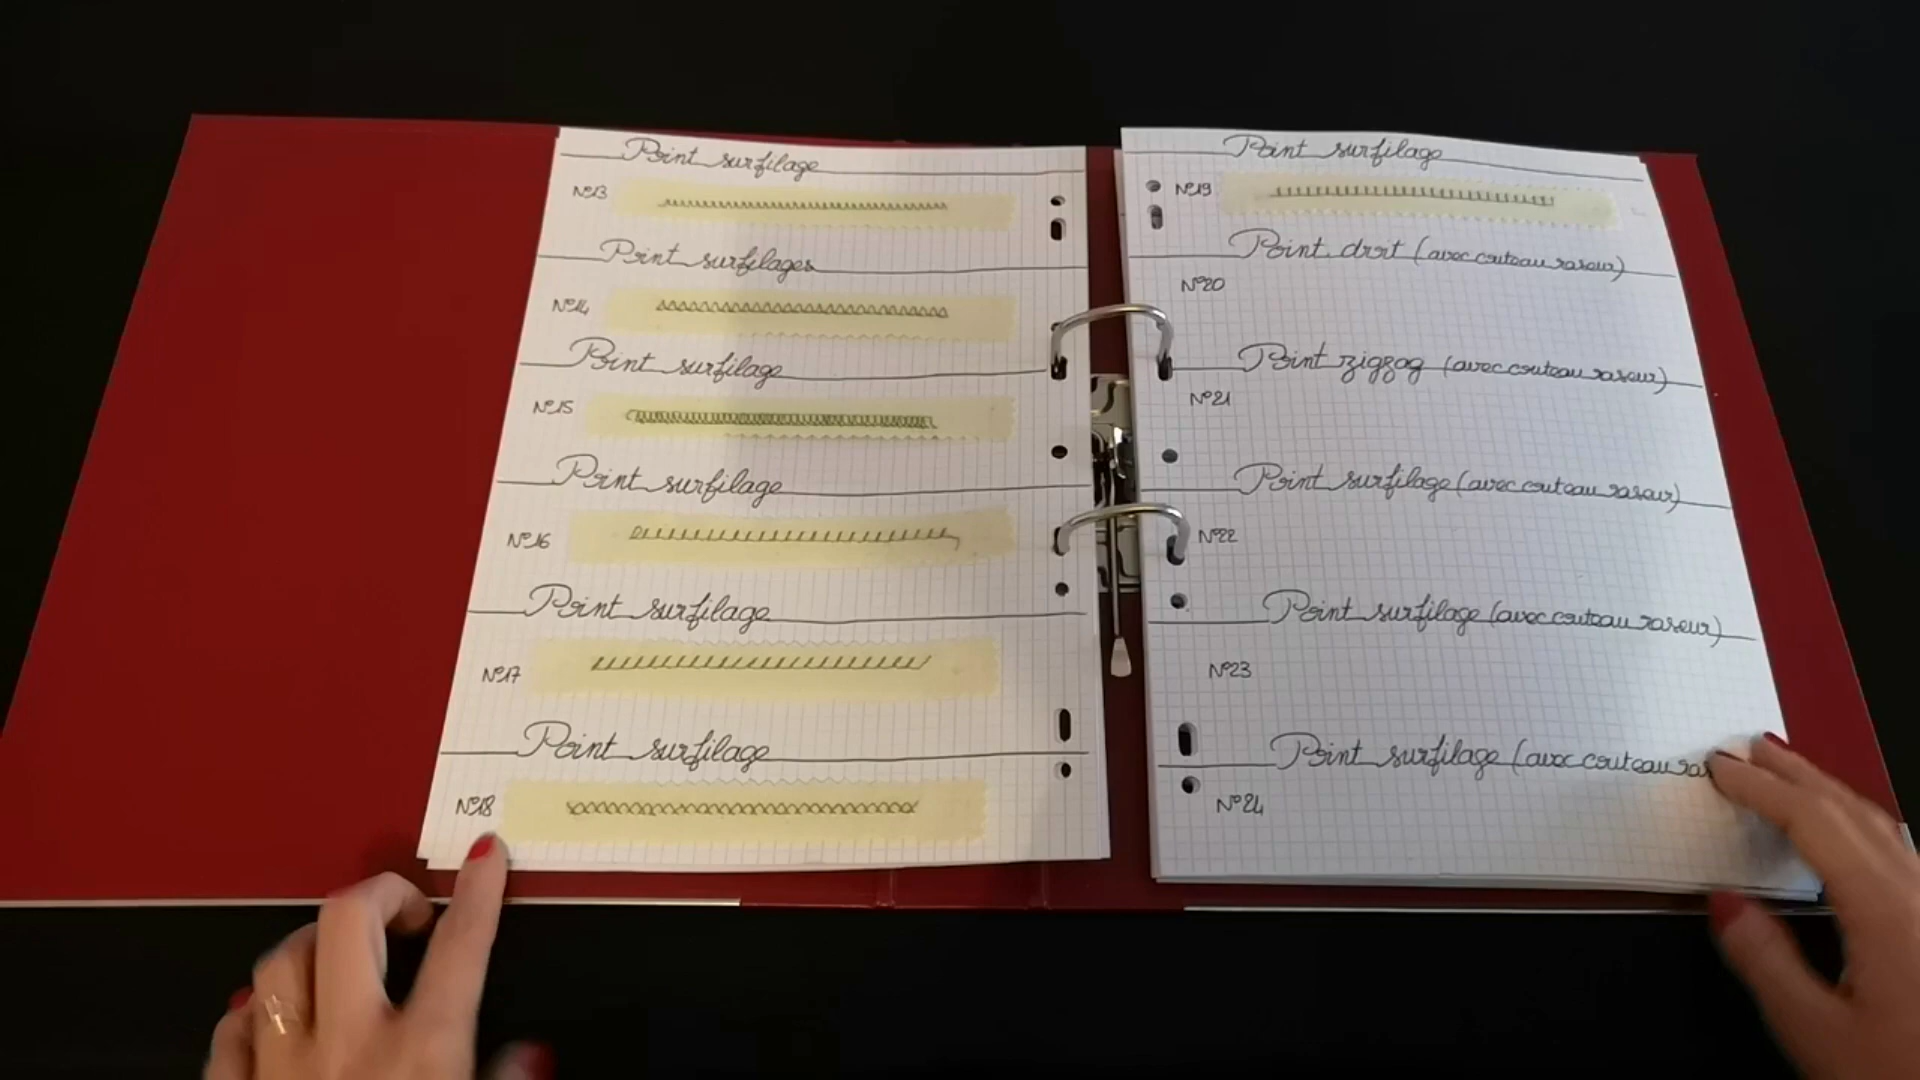 Point surfilage
N°13
Point surfilages
N°14
Point surfilage
N°15
Point surfilage
N°16
Point surfilage
N°17
Point surfilage
N°18
Point surfilage
N°19
Point droit (avec couteau raseur)
N°20
Point zigzag (avec couteau raseur)
N°21
Point surfilage (avec couteau raseur)
N°22
Point surfilage (avec couteau raseur)
N°23
Point surfilage (avec couteau
N°24